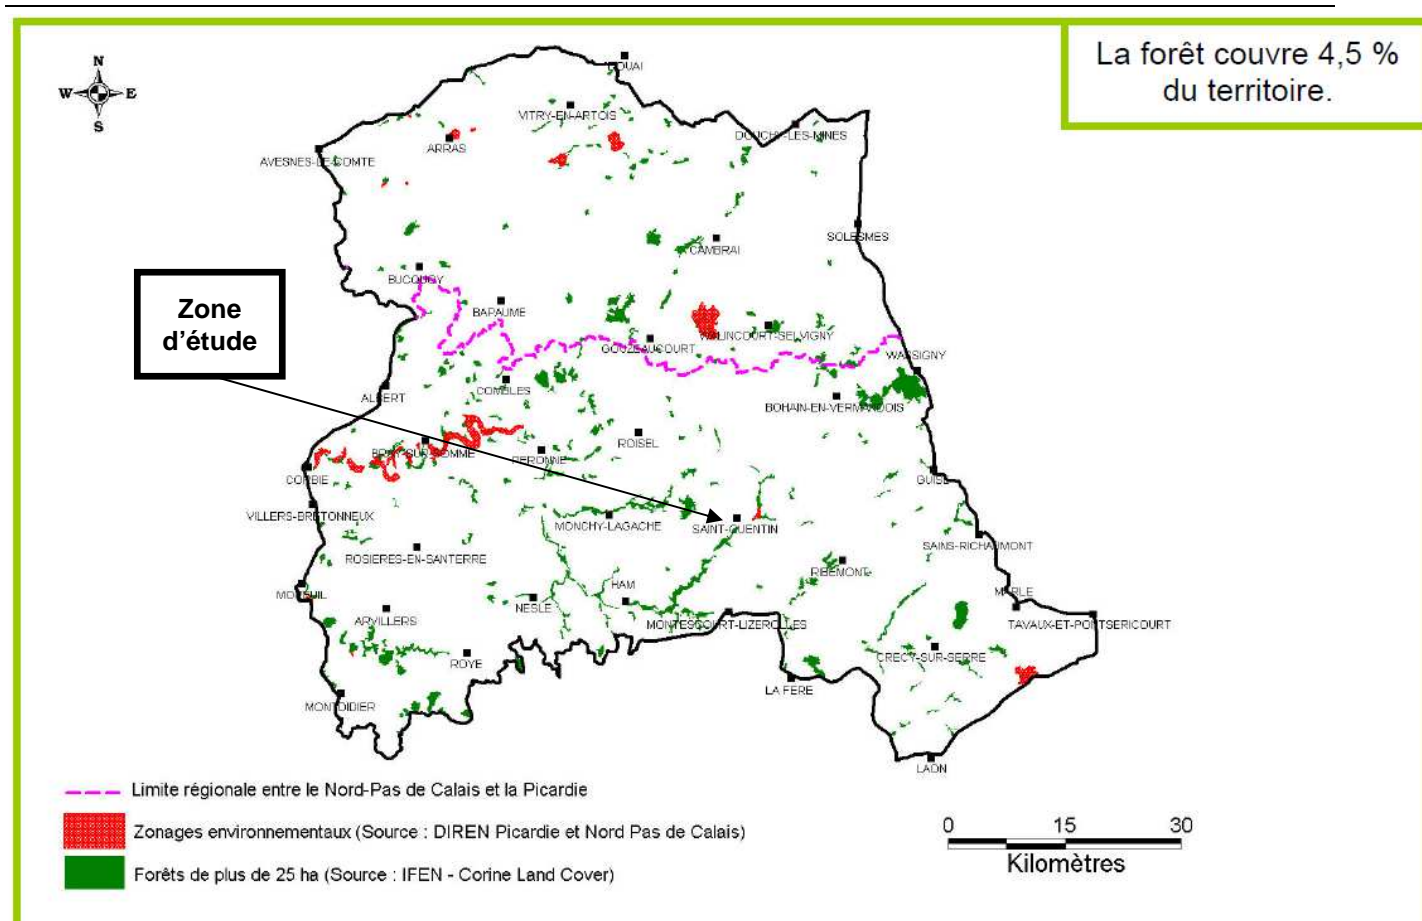 La forêt couvre 4,5 %
du territoire.
N
W
E
S
DOUAI
VITRY-EN-ARTOIS
DOUCHY-LES-MINES
ARRAS
AVESNES-LE-COMTE
SOLESMES
CAMBRAI
BUCQUOY
Zone
d'étude
BAPAUME
WALINCOURT-SELVIGNY
GOUZEAUCOURT
WASSIGNY
COMBLES
ALBERT
BOHAIN-EN-VERMANDOIS
ROISEL
BRAY-SUR-SOMME
PERONNE
CORBIE
GUISE
VILLERS-BRETONNEUX
MONCHY-LAGACHE
SAINT-QUENTIN
SAINS-RICHAUMONT
ROSIERES-EN-SANTERRE
RIBEMONT
HAM
MOREUIL
NESLE
MARLE
ARVILLERS
MONTESCOURT-LIZEROLLES
TAVAUX-ET-PONTSERICOURT
CRECY-SUR-SERRE
ROYE
LA FERE
MONTDIDIER
LAON
Limite régionale entre le Nord-Pas de Calais et la Picardie
Zonages environnementaux (Source : DIREN Picardie et Nord Pas de Calais)
Forêts de plus de 25 ha (Source : IFEN - Corine Land Cover)
0 15 30
Kilomètres